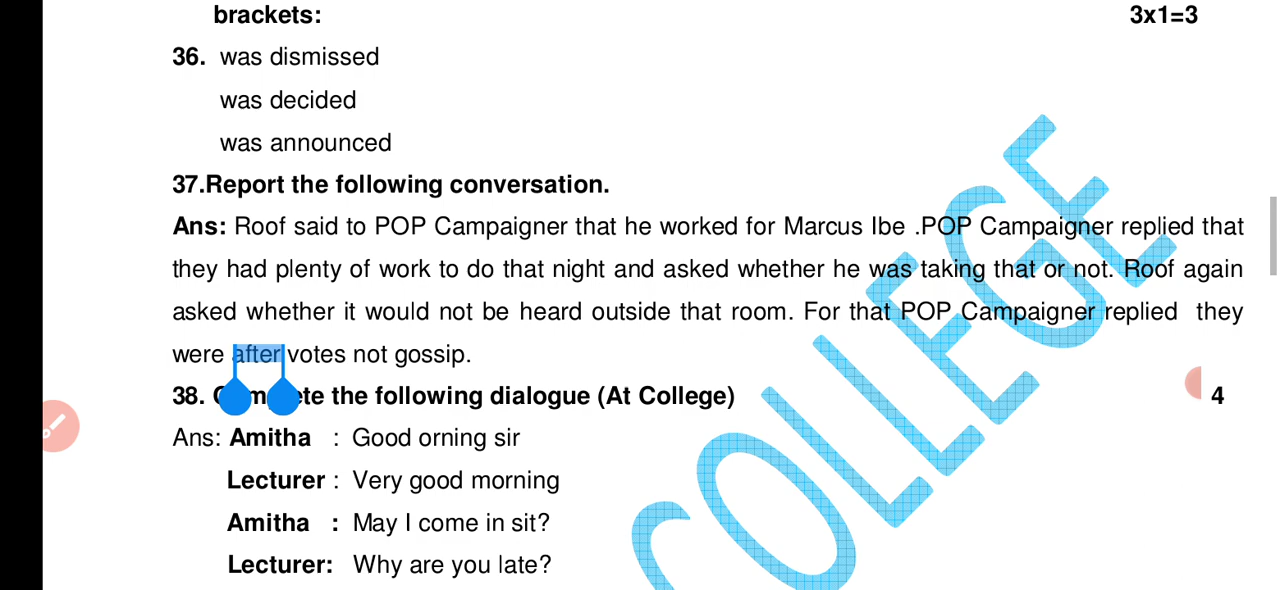 brackets: 3x1=3
36. was dismissed
was decided
was announced
37.Report the following conversation.
Ans: Roof said to POP Campaigner that he worked for Marcus Ibe .POP Campaigner replied that
they had plenty of work to do that night and asked whether he was taking that or not. Roof again
asked whether it would not be heard outside that room. For that POP Campaigner replied they
were after votes not gossip.
38. Complete the following dialogue (At College) 4
Ans: Amitha : Good orning sir
Lecturer : Very good morning
Amitha : May I come in sit?
Lecturer: Why are you late?
COLLEGE